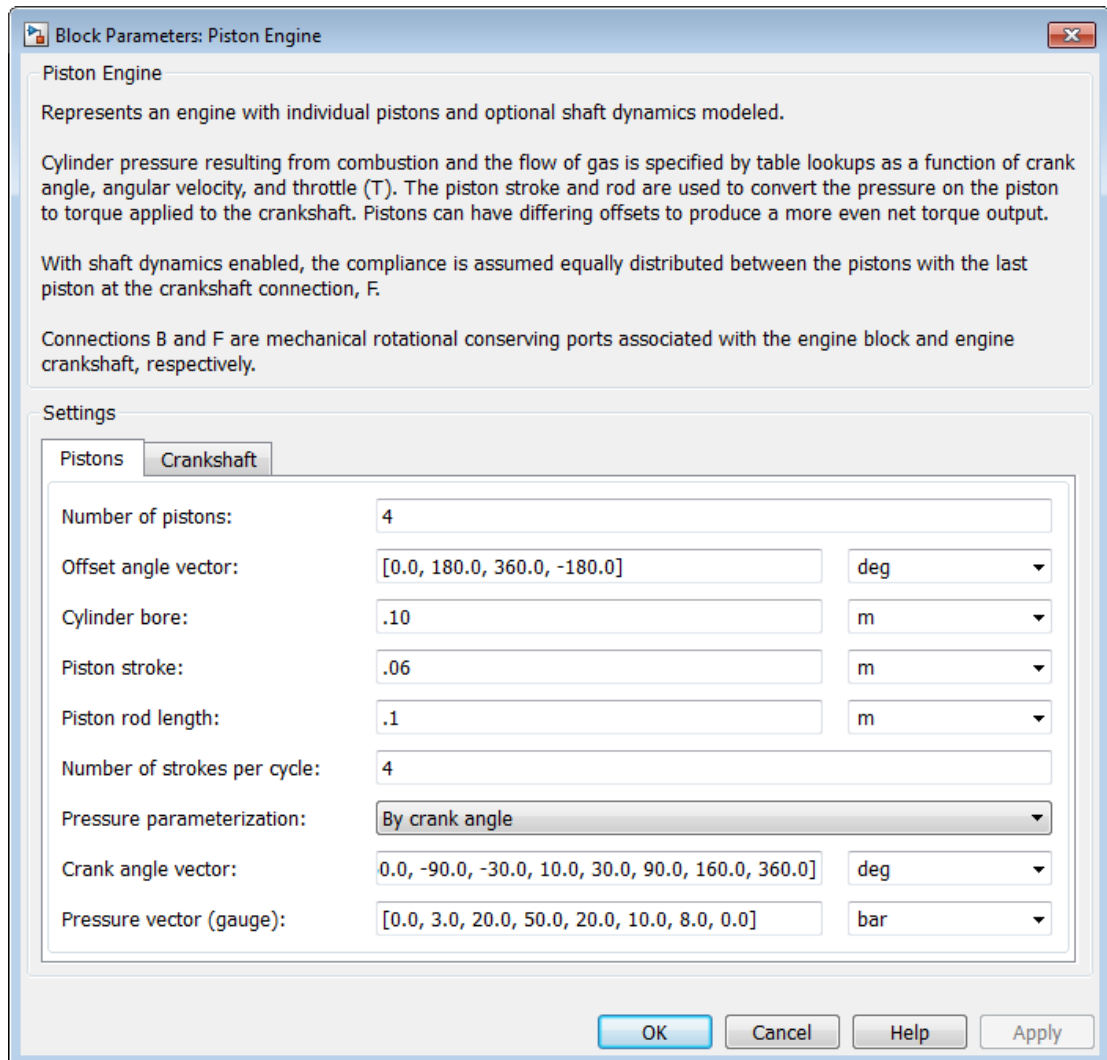 Block Parameters: Piston Engine
Piston Engine
Represents an engine with individual pistons and optional shaft dynamics modeled.
Cylinder pressure resulting from combustion and the flow of gas is specified by table lookups as a function of crank
angle, angular velocity, and throttle (T). The piston stroke and rod are used to convert the pressure on the piston
to torque applied to the crankshaft. Pistons can have differing offsets to produce a more even net torque output.
With shaft dynamics enabled, the compliance is assumed equally distributed between the pistons with the last
piston at the crankshaft connection, F.
Connections B and F are mechanical rotational conserving ports associated with the engine block and engine
crankshaft, respectively.
Settings
Pistons Crankshaft
Number of pistons: 4
Offset angle vector: [0.0, 180.0, 360.0, -180.0] deg
Cylinder bore: .10 m
Piston stroke: .06 m
Piston rod length: .1 m
Number of strokes per cycle: 4
Pressure parameterization: By crank angle
Crank angle vector: 0.0, -90.0, -30.0, 10.0, 30.0, 90.0, 160.0, 360.0] deg
Pressure vector (gauge): [0.0, 3.0, 20.0, 50.0, 20.0, 10.0, 8.0, 0.0] bar
OK Cancel Help Apply